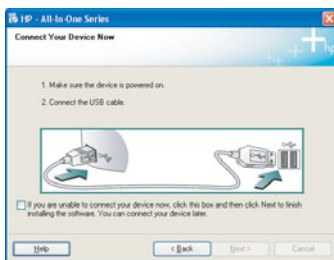 HP - All-In-One Series
Connect Your Device Now
hp
1. Make sure the device is powered on.
2. Connect the USB cable.
If you are unable to connect your device now, click this box and then click Next to finish
installing the software. You can connect your device later.
Help
< Back
Next >
Cancel